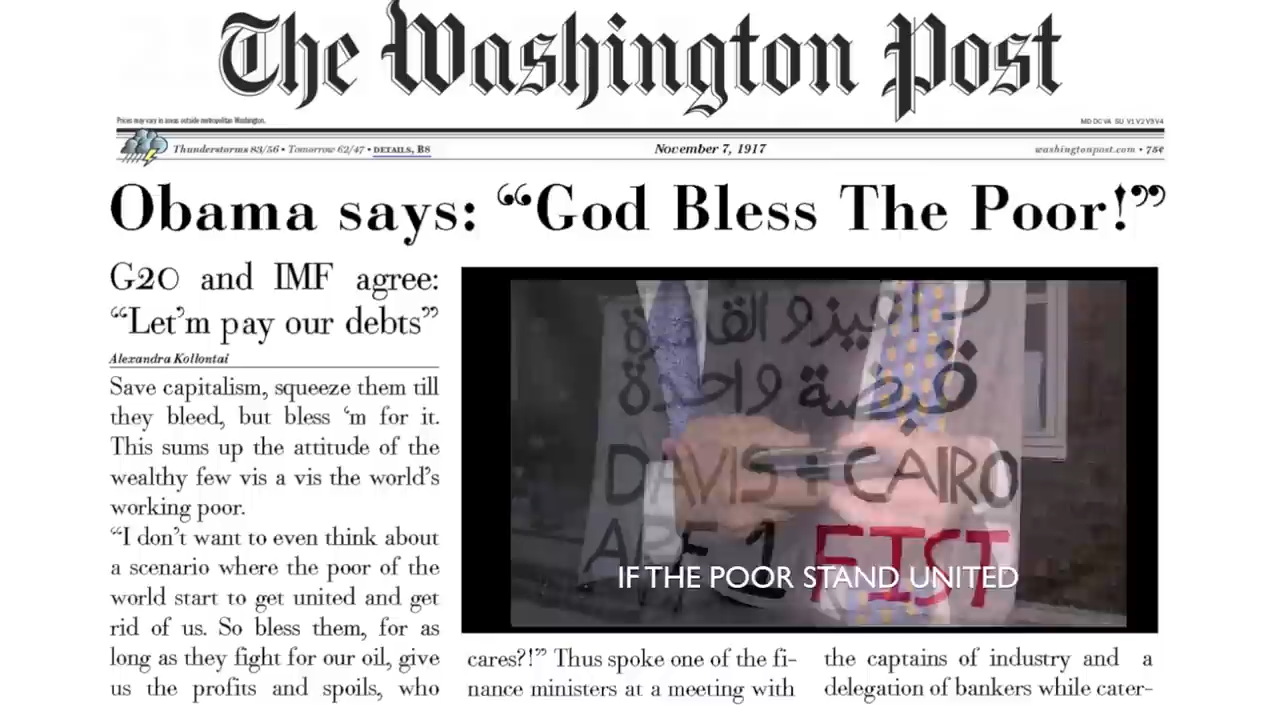 The Washington Post
Prices may vary in areas outside metropolitan Washington.
MD DC VA SU V1 V2 V3 V4
Thunderstorms 83/56 • Tomorrow 62/47 • DETAILS, B8
November 7, 1917
washingtonpost.com • 75¢
Obama says: “God Bless The Poor!”
G20 and IMF agree:
“Let’m pay our debts”
Alexandra Kollontai
Save capitalism, squeeze them till
they bleed, but bless ‘m for it.
This sums up the attitude of the
wealthy few vis a vis the world’s
working poor.
“I don’t want to even think about
a scenario where the poor of the
world start to get united and get
rid of us. So bless them, for as
long as they fight for our oil, give
us the profits and spoils, who
قبضة واحدة
DAVIS + CAIRO
ARE 1 FIST
IF THE POOR STAND UNITED
cares?!” Thus spoke one of the fi-
nance ministers at a meeting with
the captains of industry and a
delegation of bankers while cater-